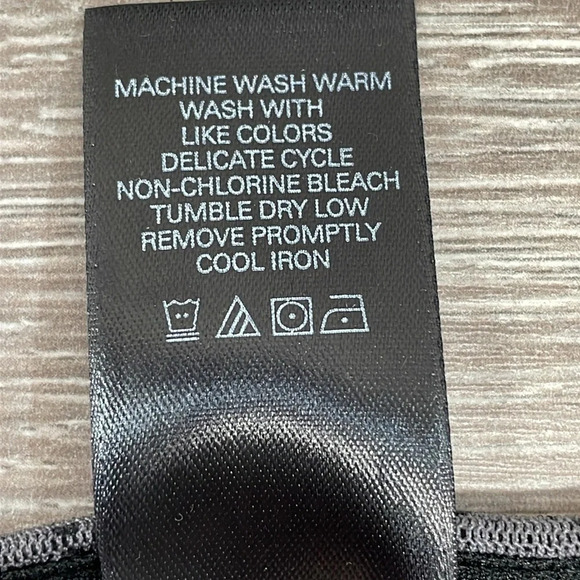 MACHINE WASH WARM
WASH WITH
LIKE COLORS
DELICATE CYCLE
NON-CHLORINE BLEACH
TUMBLE DRY LOW
REMOVE PROMPTLY
COOL IRON